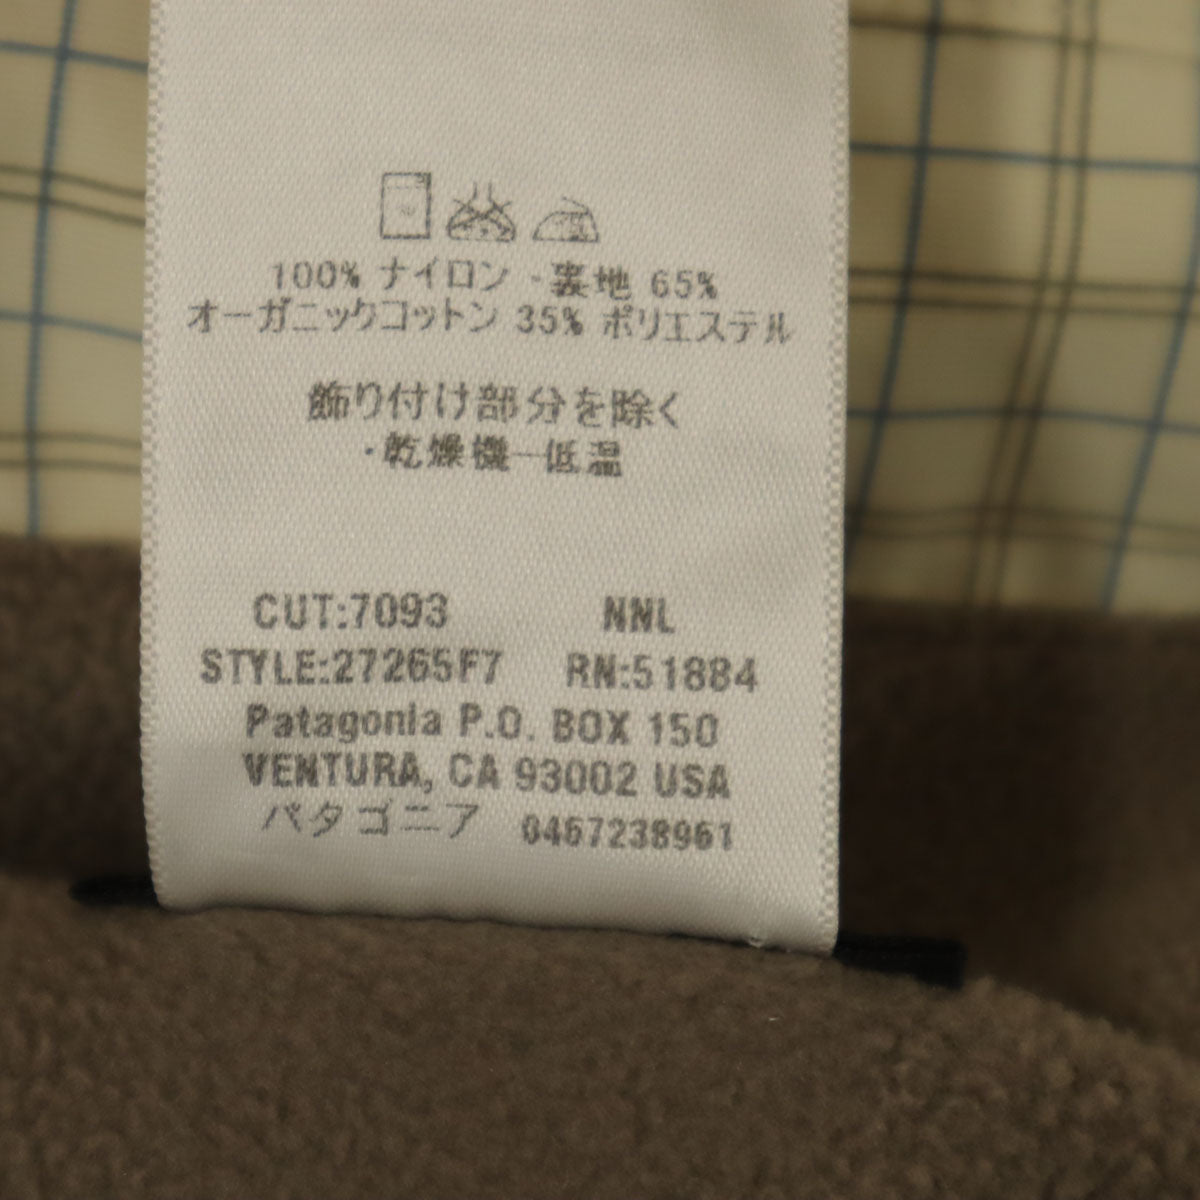 100% ナイロン - 裏地 65%
オーガニックコットン 35% ポリエステル
飾り付け部分を除く
・乾燥機―低温
CUT:7093 NNL
STYLE:27265F7 RN:51884
Patagonia P.O. BOX 150
VENTURA, CA 93002 USA
パタゴニア 0467238961